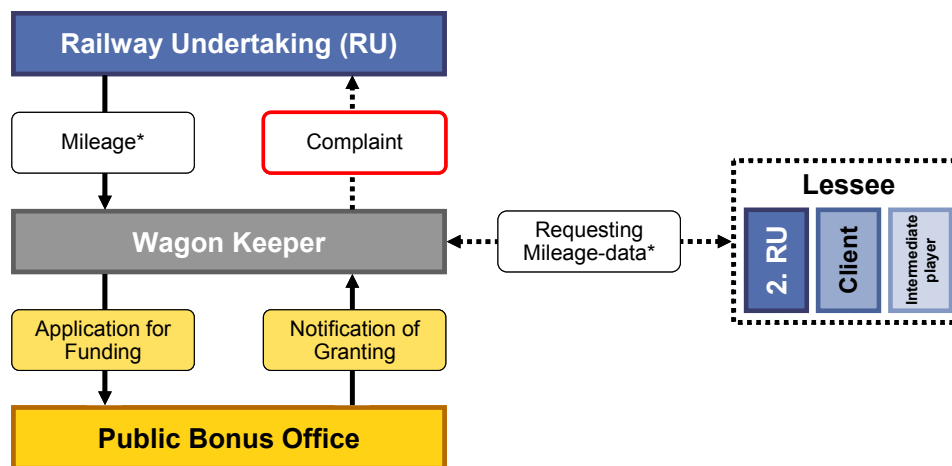 Railway Undertaking (RU)
Mileage*
Complaint
Wagon Keeper
Requesting
Mileage-data*
Lessee
2. RU
Client
Intermediate
player
Application for
Funding
Notification of
Granting
Public Bonus Office